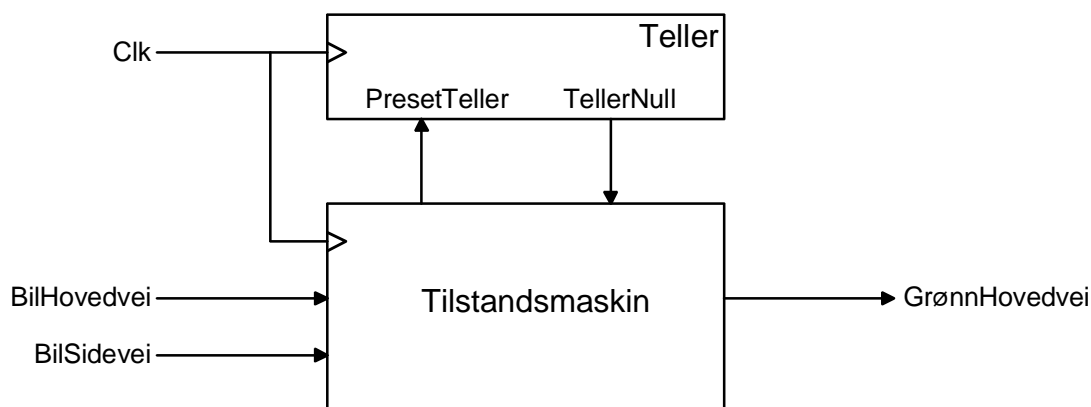 Teller
Clk
PresetTeller TellerNull
BilHovedvei
Tilstandsmaskin
GrønnHovedvei
BilSidevei